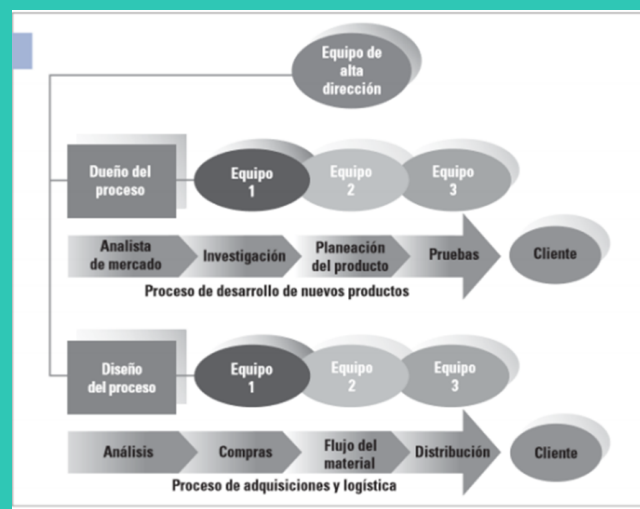 Equipo de
alta
dirección
Dueño del
proceso
Equipo
1
Equipo
2
Equipo
3
Analista
de mercado
Investigación
Planeación
del producto
Pruebas
Cliente
Proceso de desarrollo de nuevos productos
Diseño
del proceso
Equipo
1
Equipo
2
Equipo
3
Análisis
Compras
Flujo del
material
Distribución
Cliente
Proceso de adquisiciones y logística